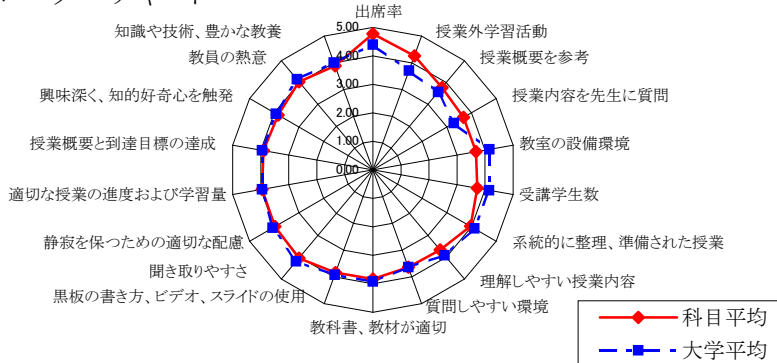 出席率
授業外学習活動
授業概要を参考
授業内容を先生に質問
教室の設備環境
受講学生数
系統的に整理、準備された授業
理解しやすい授業内容
質問しやすい環境
教科書、教材が適切
黒板の書き方、ビデオ、スライドの使用
聞き取りやすさ
静寂を保つための適切な配慮
適切な授業の進度および学習量
授業概要と到達目標の達成
興味深く、知的好奇心を触発
教員の熱意
知識や技術、豊かな教養
5.00
4.00
3.00
2.00
1.00
0.00
科目平均
大学平均